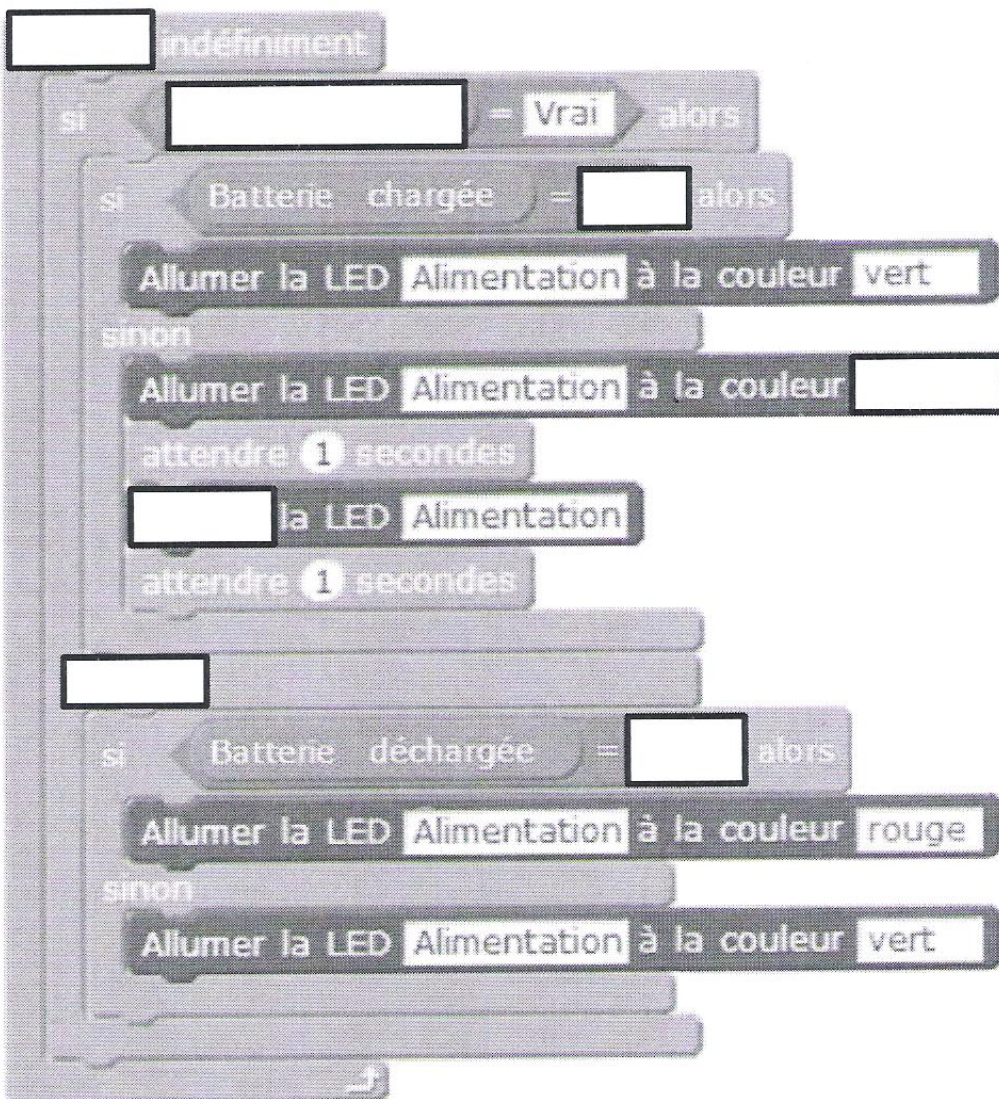 indéfiniment
si = Vrai alors
si Batterie chargée = alors
Allumer la LED Alimentation à la couleur vert
sinon
Allumer la LED Alimentation à la couleur
attendre 1 secondes
la LED Alimentation
attendre 1 secondes
si Batterie déchargée = alors
Allumer la LED Alimentation à la couleur rouge
sinon
Allumer la LED Alimentation à la couleur vert